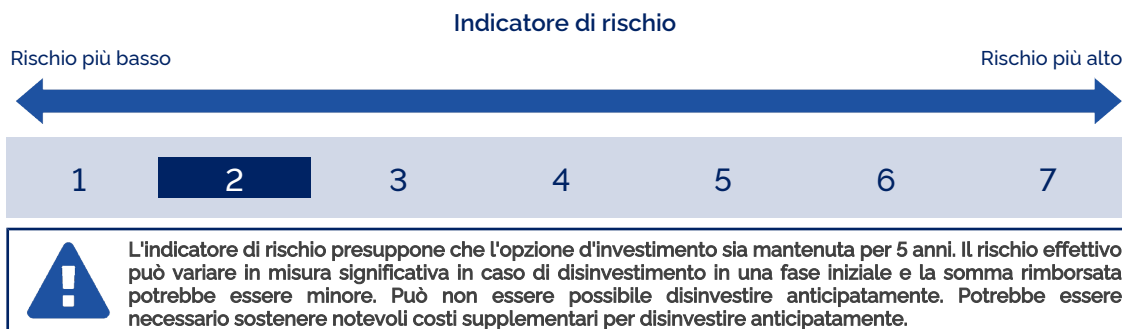 Indicatore di rischio
Rischio più basso
Rischio più alto
1 2 3 4 5 6 7
L'indicatore di rischio presuppone che l'opzione d'investimento sia mantenuta per 5 anni. Il rischio effettivo
può variare in misura significativa in caso di disinvestimento in una fase iniziale e la somma rimborsata
potrebbe essere minore. Può non essere possibile disinvestire anticipatamente. Potrebbe essere
necessario sostenere notevoli costi supplementari per disinvestire anticipatamente.